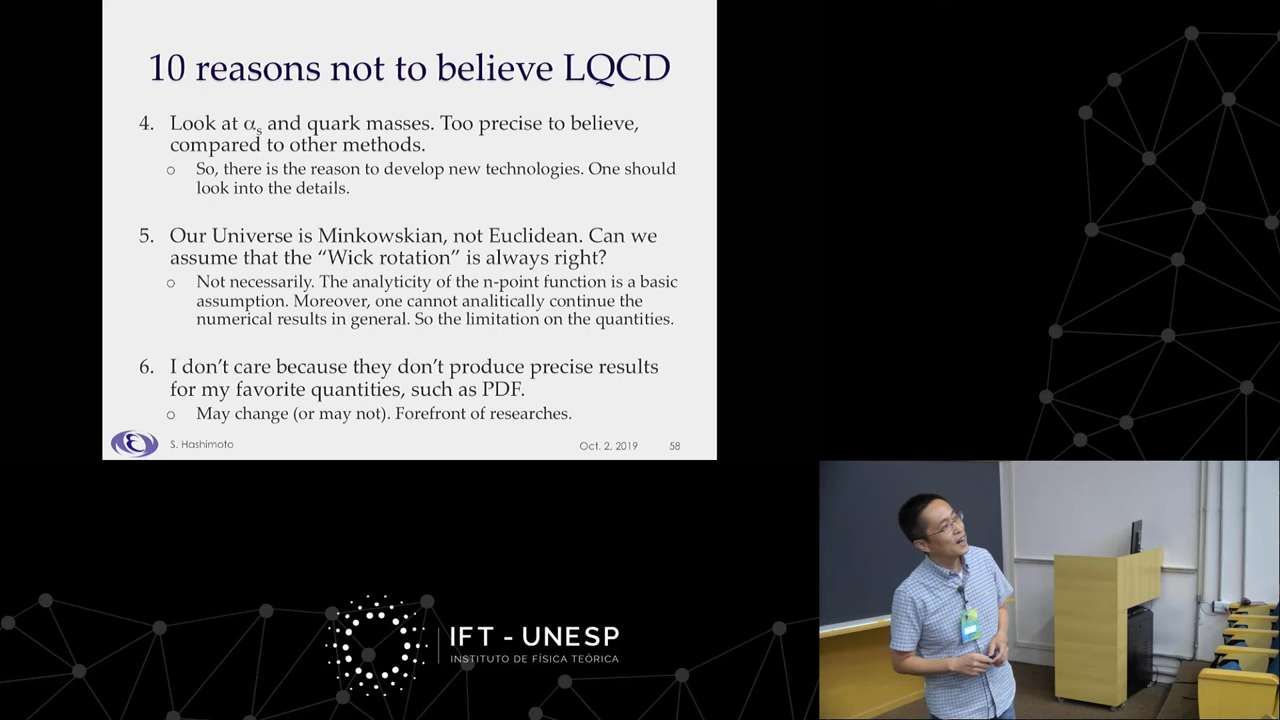 10 reasons not to believe LQCD
4. Look at αs and quark masses. Too precise to believe,
compared to other methods.
o So, there is the reason to develop new technologies. One should
look into the details.
5. Our Universe is Minkowskian, not Euclidean. Can we
assume that the “Wick rotation” is always right?
o Not necessarily. The analyticity of the n-point function is a basic
assumption. Moreover, one cannot analitically continue the
numerical results in general. So the limitation on the quantities.
6. I don’t care because they don’t produce precise results
for my favorite quantities, such as PDF.
o May change (or may not). Forefront of researches.
S. Hashimoto
Oct. 2, 2019 58
IFT - UNESP
INSTITUTO DE FÍSICA TEÓRICA